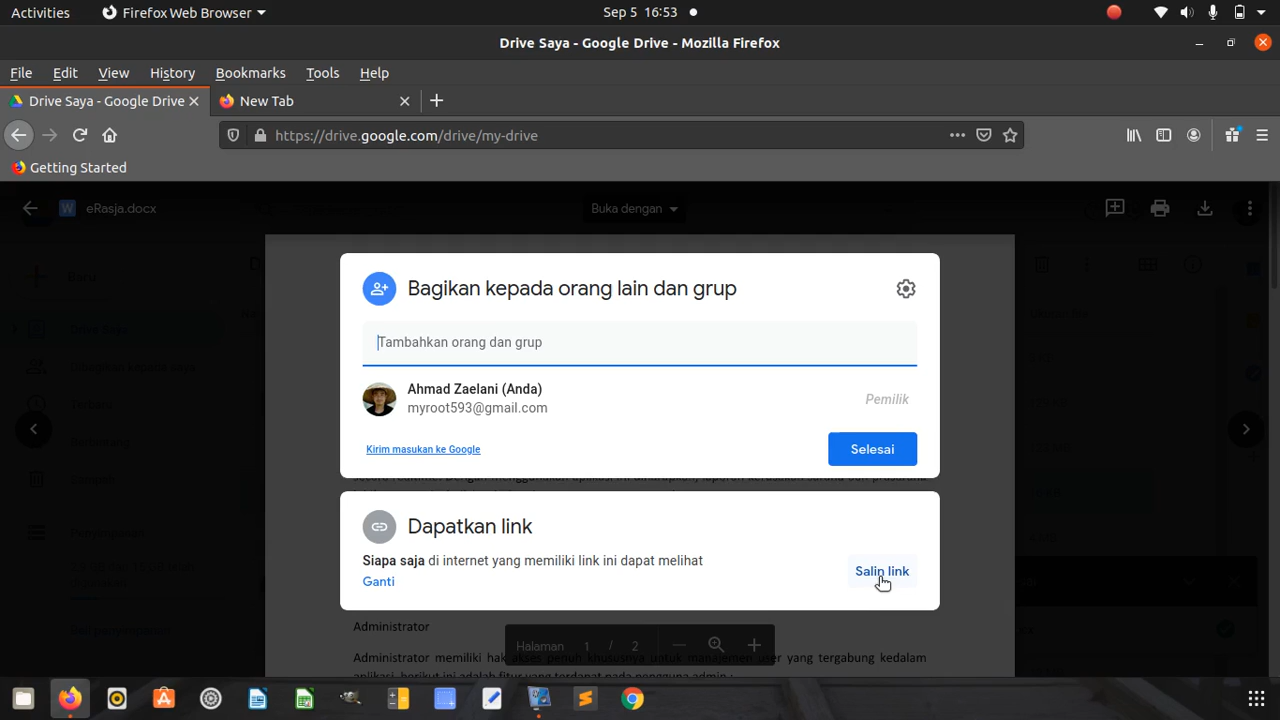 Activities Firefox Web Browser Sep 5 16:53
Drive Saya - Google Drive - Mozilla Firefox
File Edit View History Bookmarks Tools Help
Drive Saya - Google Drive New Tab
https://drive.google.com/drive/my-drive
Getting Started
W eRasja.docx Buka dengan
Baru
Drive Saya
Bagikan kepada orang lain dan grup
Tambahkan orang dan grup
Ahmad Zaelani (Anda)
myroot593@gmail.com
Pemilik
Kirim masukan ke Google
Selesai
Dapatkan link
Siapa saja di internet yang memiliki link ini dapat melihat
Ganti
Salin link
Administrator
Halaman 1 / 2
Administrator memiliki hak akses penuh khususnya untuk manajemen user yang tergabung kedalam